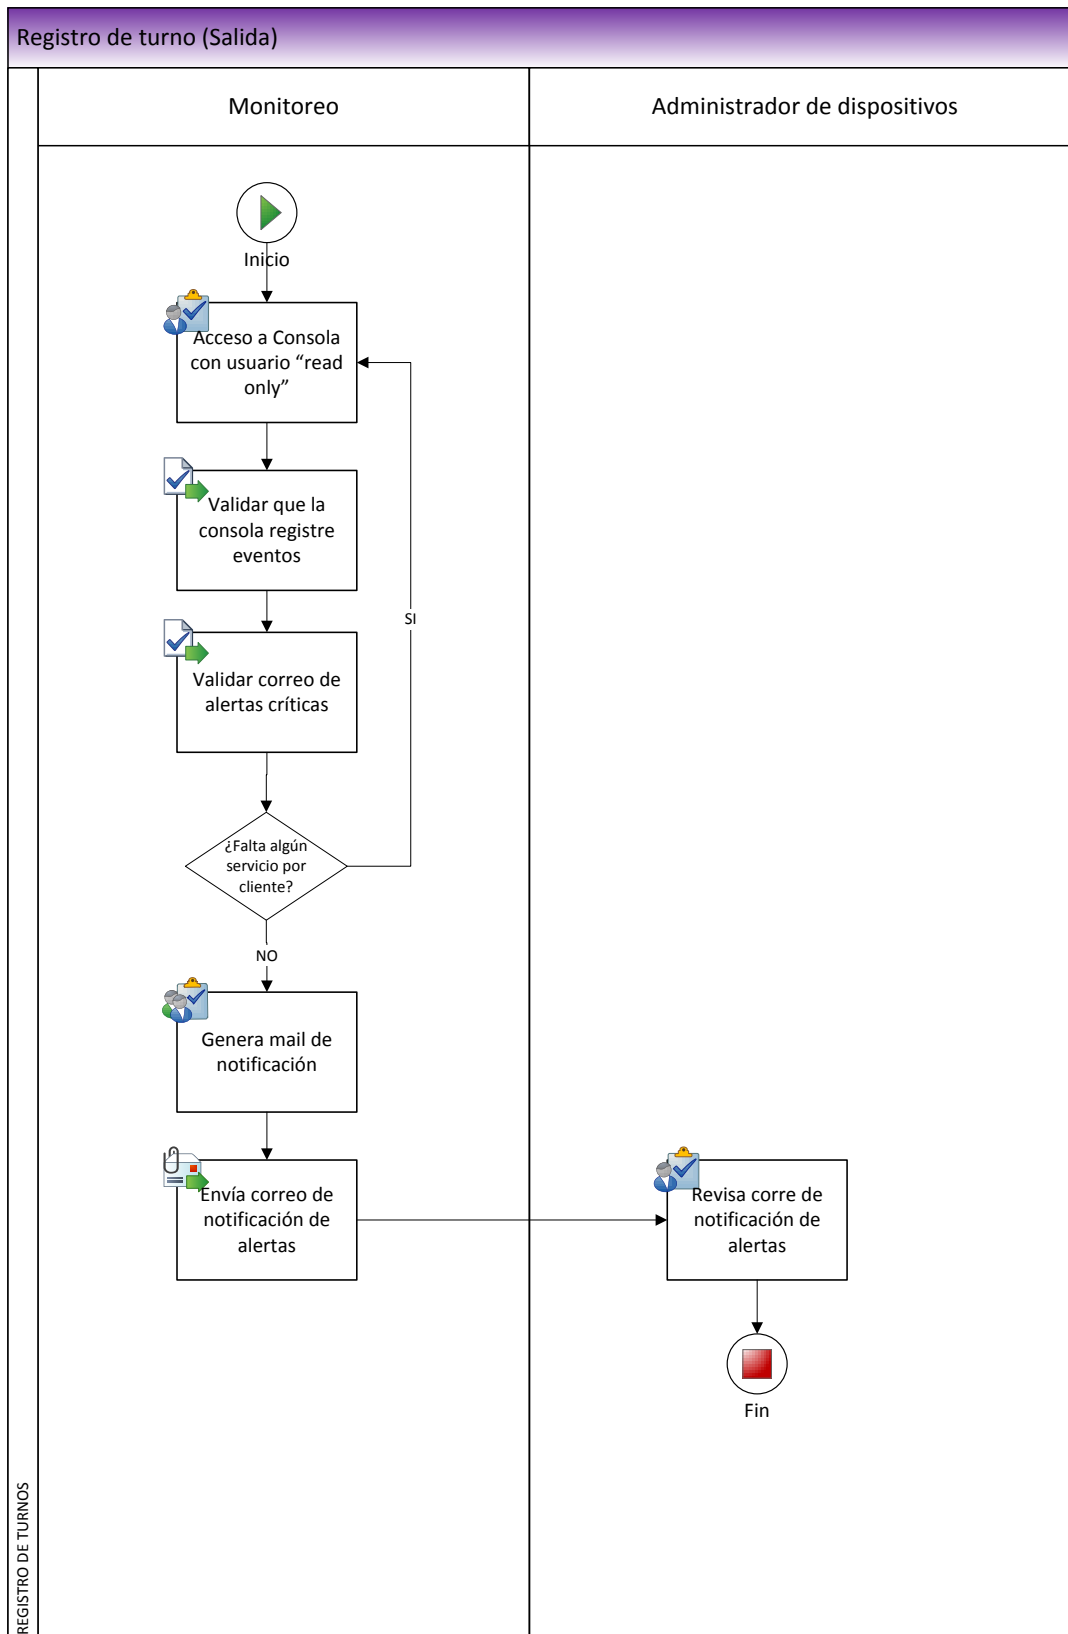 Registro de turno (Salida)
Monitoreo
Administrador de dispositivos
Inicio
Acceso a Consola
con usuario “read
only”
Validar que la
consola registre
eventos
SI
Validar correo de
alertas críticas
¿Falta algún
servicio por
cliente?
NO
Genera mail de
notificación
Envía correo de
notificación de
alertas
Revisa corre de
notificación de
alertas
Fin
REGISTRO DE TURNOS